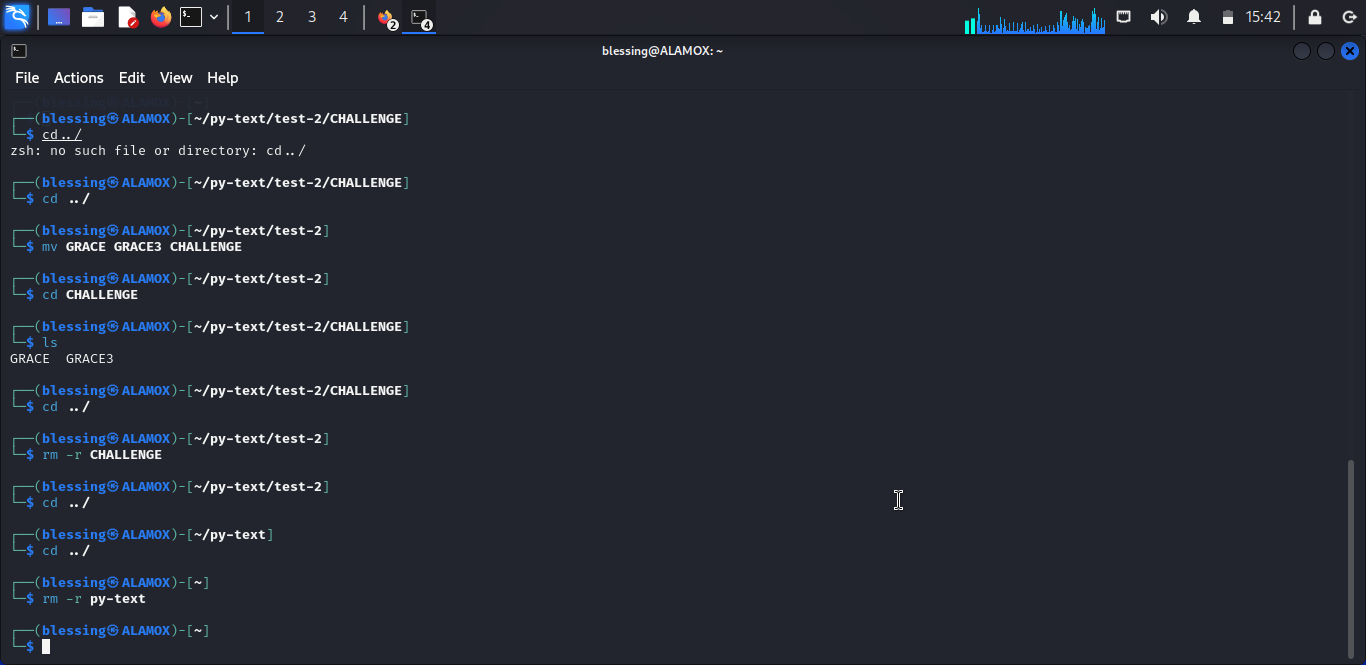 1 2 3 4 2 4 15:42
blessing@ALAMOX: ~
File Actions Edit View Help
┌──(blessing㉿ALAMOX)-[~/py-text/test-2/CHALLENGE]
└─$ cd../
zsh: no such file or directory: cd../
┌──(blessing㉿ALAMOX)-[~/py-text/test-2/CHALLENGE]
└─$ cd ../
┌──(blessing㉿ALAMOX)-[~/py-text/test-2]
└─$ mv GRACE GRACE3 CHALLENGE
┌──(blessing㉿ALAMOX)-[~/py-text/test-2]
└─$ cd CHALLENGE
┌──(blessing㉿ALAMOX)-[~/py-text/test-2/CHALLENGE]
└─$ ls
GRACE  GRACE3
┌──(blessing㉿ALAMOX)-[~/py-text/test-2/CHALLENGE]
└─$ cd ../
┌──(blessing㉿ALAMOX)-[~/py-text/test-2]
└─$ rm -r CHALLENGE
┌──(blessing㉿ALAMOX)-[~/py-text/test-2]
└─$ cd ../
┌──(blessing㉿ALAMOX)-[~/py-text]
└─$ cd ../
┌──(blessing㉿ALAMOX)-[~]
└─$ rm -r py-text
┌──(blessing㉿ALAMOX)-[~]
└─$